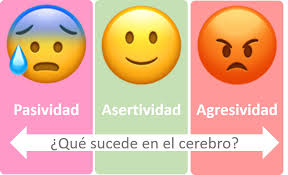 Pasividad Asertividad Agresividad
¿Qué sucede en el cerebro?